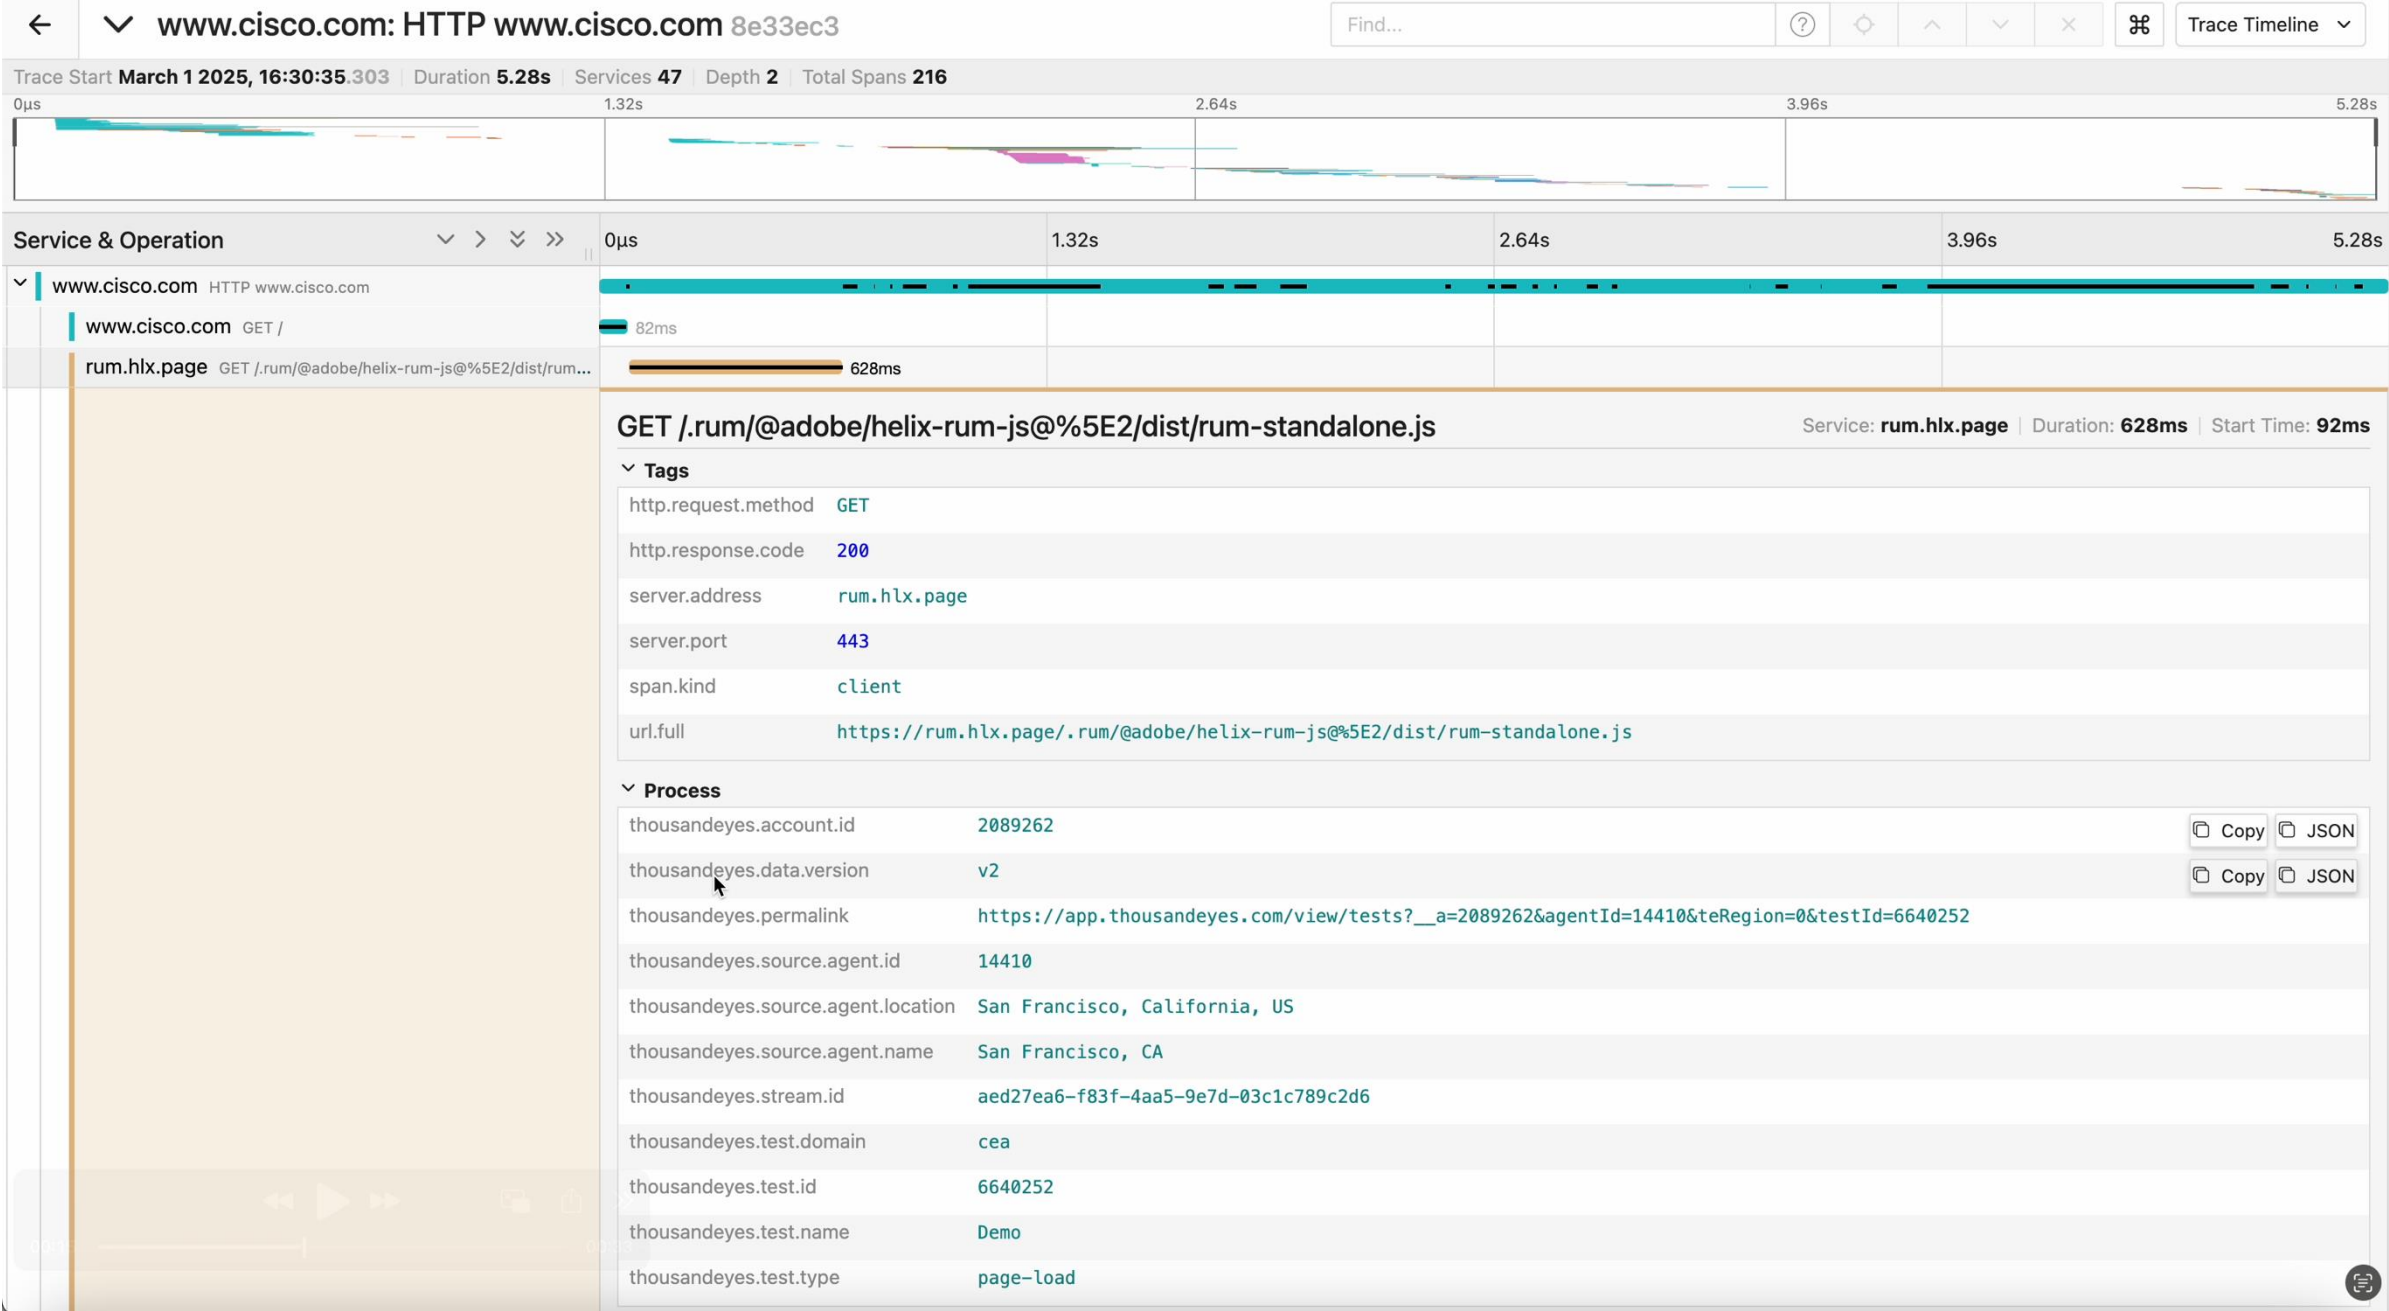 www.cisco.com: HTTP www.cisco.com 8e33ec3
Find...
?
⌘
Trace Timeline
Trace Start March 1 2025, 16:30:35.303 | Duration 5.28s | Services 47 | Depth 2 | Total Spans 216
0μs 1.32s 2.64s 3.96s 5.28s
Service & Operation
0μs 1.32s 2.64s 3.96s 5.28s
www.cisco.com HTTP www.cisco.com
www.cisco.com GET / 82ms
rum.hlx.page GET /.rum/@adobe/helix-rum-js@%5E2/dist/rum... 628ms
GET /.rum/@adobe/helix-rum-js@%5E2/dist/rum-standalone.js
Service: rum.hlx.page | Duration: 628ms | Start Time: 92ms
Tags
http.request.method GET
http.response.code 200
server.address rum.hlx.page
server.port 443
span.kind client
url.full https://rum.hlx.page/.rum/@adobe/helix-rum-js@%5E2/dist/rum-standalone.js
Process
thousandeyes.account.id 2089262 Copy JSON
thousandeyes.data.version v2 Copy JSON
thousandeyes.permalink https://app.thousandeyes.com/view/tests?__a=2089262&agentId=14410&teRegion=0&testId=6640252
thousandeyes.source.agent.id 14410
thousandeyes.source.agent.location San Francisco, California, US
thousandeyes.source.agent.name San Francisco, CA
thousandeyes.stream.id aed27ea6-f83f-4aa5-9e7d-03c1c789c2d6
thousandeyes.test.domain cea
thousandeyes.test.id 6640252
thousandeyes.test.name Demo
thousandeyes.test.type page-load